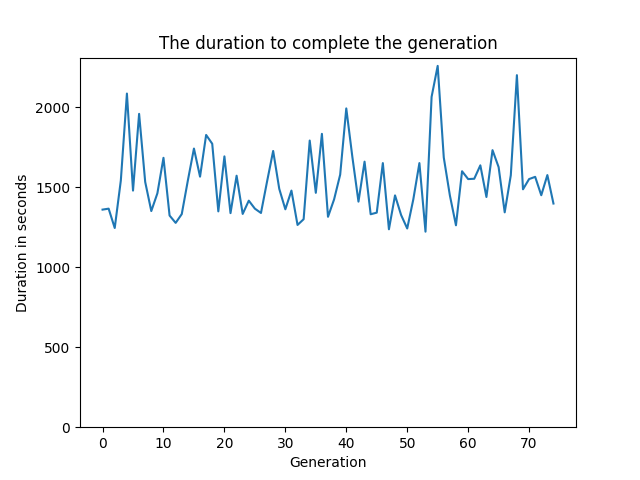 The duration to complete the generation
Duration in seconds
2000
1500
1000
500
0
0 10 20 30 40 50 60 70
Generation